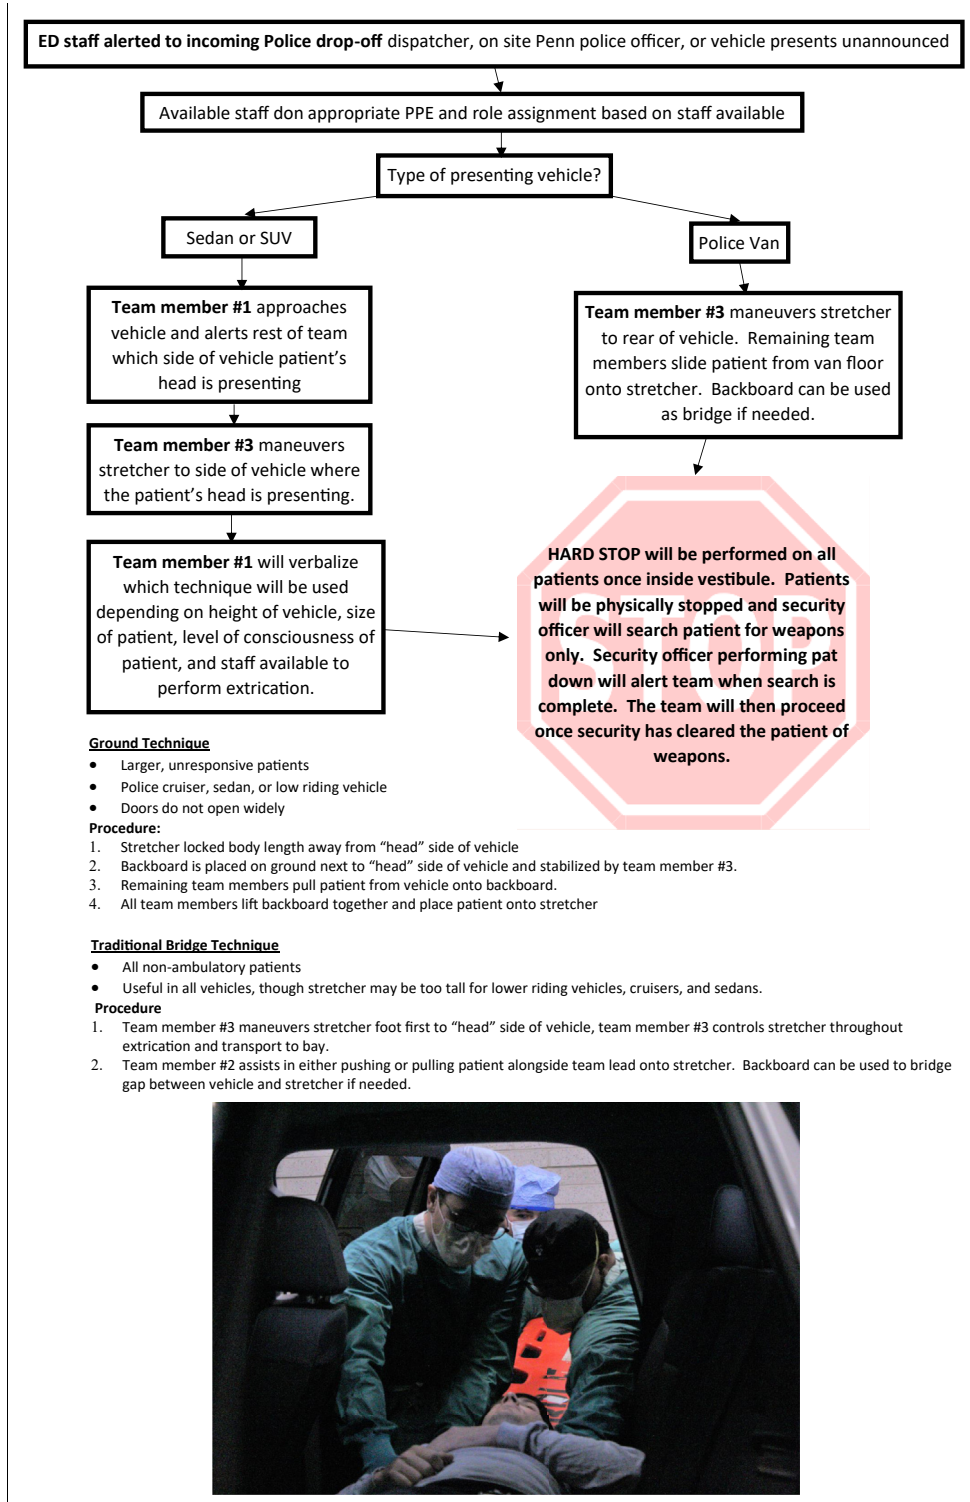 ED staff alerted to incoming Police drop-off dispatcher, on site Penn police officer, or vehicle presents unannounced
Available staff don appropriate PPE and role assignment based on staff available
Type of presenting vehicle?
Sedan or SUV
Police Van
Team member #1 approaches
vehicle and alerts rest of team
which side of vehicle patient's
head is presenting
Team member #3 maneuvers stretcher
to rear of vehicle. Remaining team
members slide patient from van floor
onto stretcher. Backboard can be used
as bridge if needed.
Team member #3 maneuvers
stretcher to side of vehicle where
the patient's head is presenting.
Team member #1 will verbalize
which technique will be used
depending on height of vehicle, size
of patient, level of consciousness of
patient, and staff available to
perform extrication.
STOP
HARD STOP will be performed on all
patients once inside vestibule. Patients
will be physically stopped and security
officer will search patient for weapons
only. Security officer performing pat
down will alert team when search is
complete. The team will then proceed
once security has cleared the patient of
weapons.
Ground Technique
• Larger, unresponsive patients
• Police cruiser, sedan, or low riding vehicle
• Doors do not open widely
Procedure:
1. Stretcher locked body length away from "head" side of vehicle
2. Backboard is placed on ground next to "head" side of vehicle and stabilized by team member #3.
3. Remaining team members pull patient from vehicle onto backboard.
4. All team members lift backboard together and place patient onto stretcher
Traditional Bridge Technique
• All non-ambulatory patients
• Useful in all vehicles, though stretcher may be too tall for lower riding vehicles, cruisers, and sedans.
Procedure
1. Team member #3 maneuvers stretcher foot first to "head" side of vehicle, team member #3 controls stretcher throughout
extrication and transport to bay.
2. Team member #2 assists in either pushing or pulling patient alongside team lead onto stretcher. Backboard can be used to bridge
gap between vehicle and stretcher if needed.